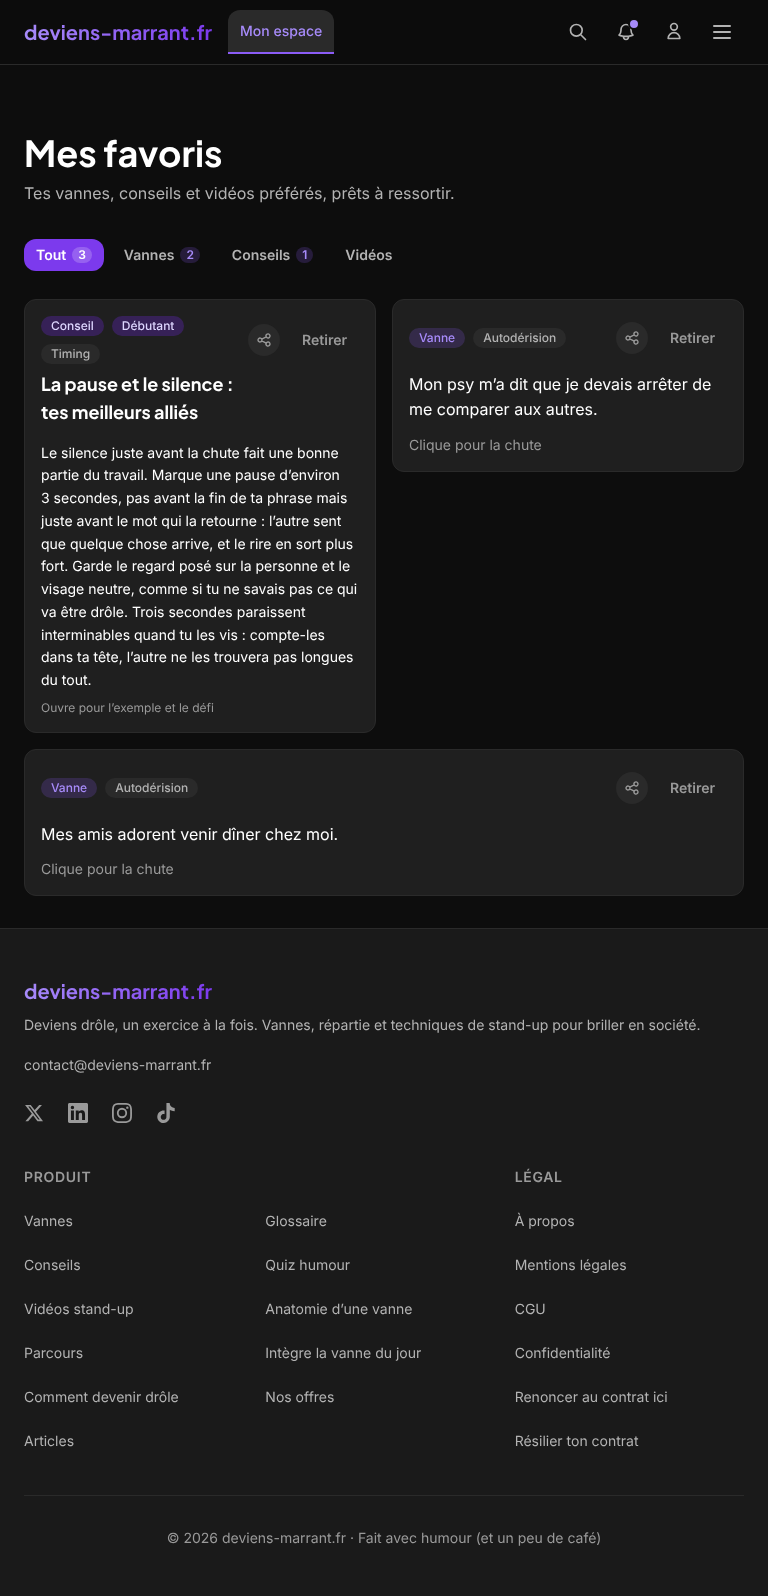 deviens-marrant.fr
Mon espace
Mes favoris
Tes vannes, conseils et vidéos préférés, prêts à ressortir.
Tout 3
Vannes 2
Conseils 1
Vidéos
Conseil
Débutant
Timing
Retirer
La pause et le silence :
tes meilleurs alliés
Le silence juste avant la chute fait une bonne
partie du travail. Marque une pause d’environ
3 secondes, pas avant la fin de ta phrase mais
juste avant le mot qui la retourne : l’autre sent
que quelque chose arrive, et le rire en sort plus
fort. Garde le regard posé sur la personne et le
visage neutre, comme si tu ne savais pas ce qui
va être drôle. Trois secondes paraissent
interminables quand tu les vis : compte-les
dans ta tête, l’autre ne les trouvera pas longues
du tout.
Ouvre pour l’exemple et le défi
Vanne
Autodérision
Retirer
Mon psy m’a dit que je devais arrêter de
me comparer aux autres.
Clique pour la chute
Vanne
Autodérision
Retirer
Mes amis adorent venir dîner chez moi.
Clique pour la chute
deviens-marrant.fr
Deviens drôle, un exercice à la fois. Vannes, répartie et techniques de stand-up pour briller en société.
contact@deviens-marrant.fr
PRODUIT
Vannes
Conseils
Vidéos stand-up
Parcours
Comment devenir drôle
Articles
Glossaire
Quiz humour
Anatomie d’une vanne
Intègre la vanne du jour
Nos offres
LÉGAL
À propos
Mentions légales
CGU
Confidentialité
Renoncer au contrat ici
Résilier ton contrat
© 2026 deviens-marrant.fr · Fait avec humour (et un peu de café)